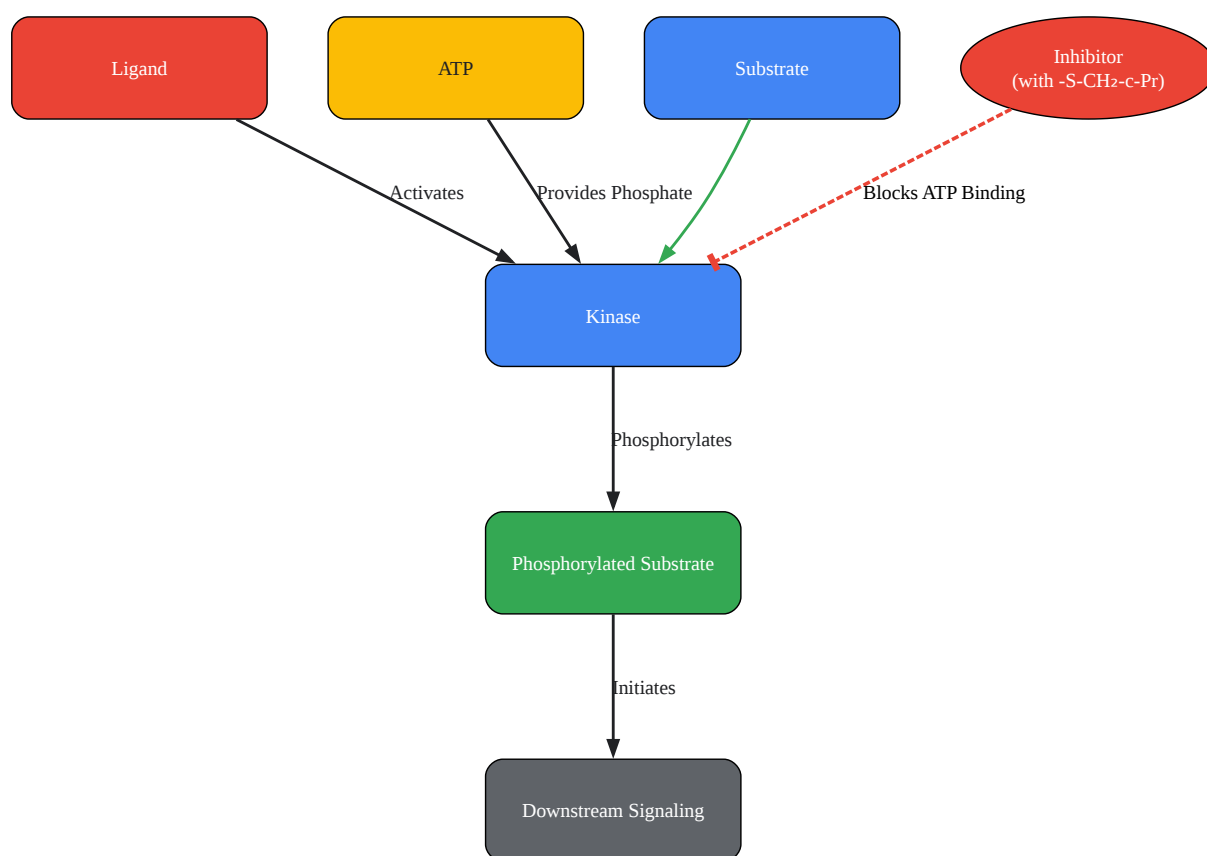 Ligand
ATP
Substrate
Inhibitor
(with -S-CH₂-c-Pr)
Activates
Provides Phosphate
Blocks ATP Binding
Kinase
Phosphorylates
Phosphorylated Substrate
Initiates
Downstream Signaling